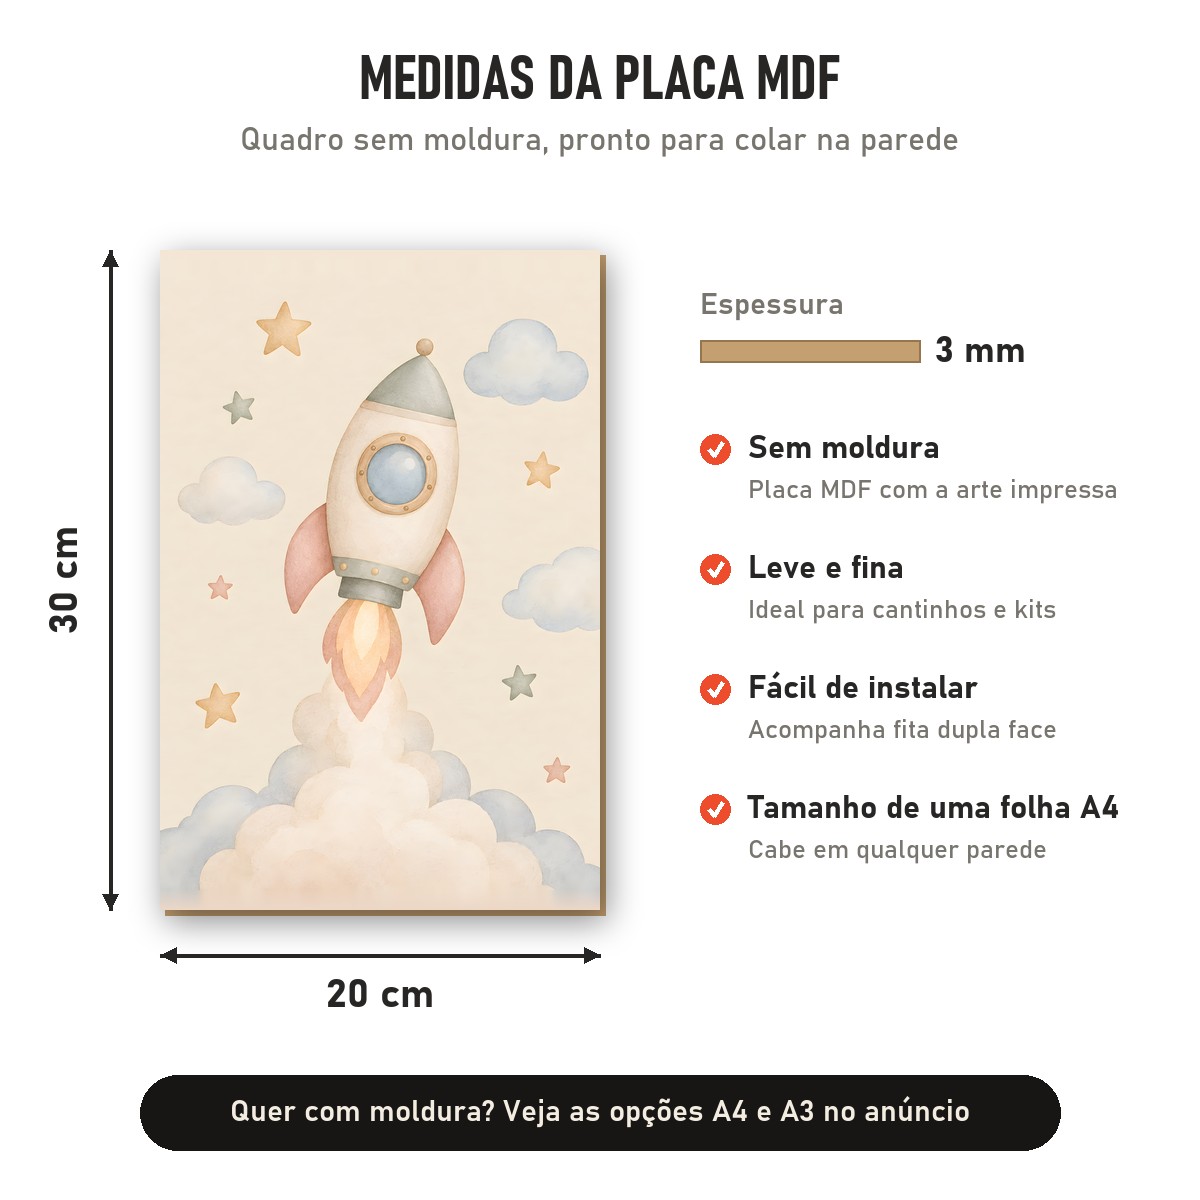 MEDIDAS DA PLACA MDF
Quadro sem moldura, pronto para colar na parede
30 cm
20 cm
Espessura
3 mm
Sem moldura
Placa MDF com a arte impressa
Leve e fina
Ideal para cantinhos e kits
Fácil de instalar
Acompanha fita dupla face
Tamanho de uma folha A4
Cabe em qualquer parede
Quer com moldura? Veja as opções A4 e A3 no anúncio